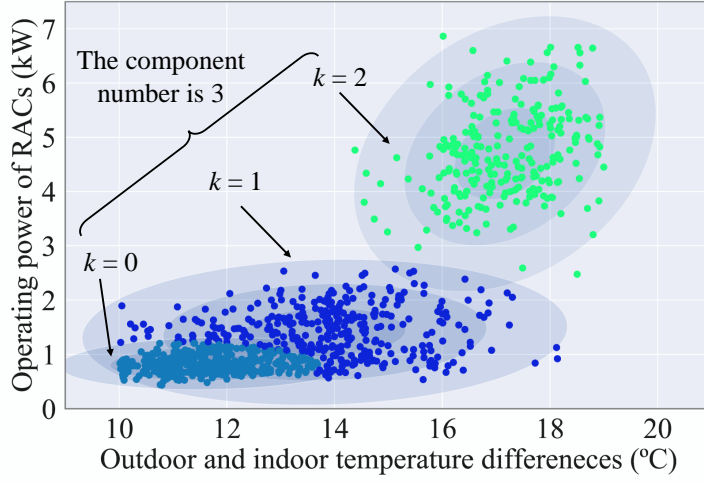 Operating power of RACs (kW)
7
6
5
4
3
2
1
0
The component
number is 3
k = 2
k = 1
k = 0
10
12
14
16
18
20
Outdoor and indoor temperature differeneces (ºC)